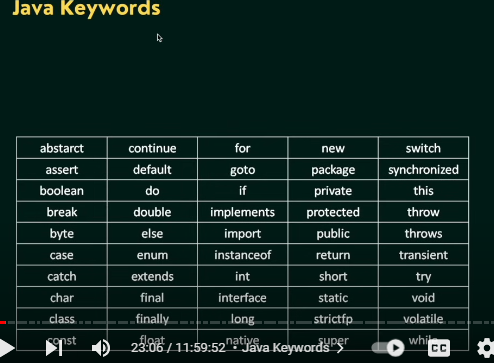 Java Keywords
abstarct continue for new switch
assert default goto package synchronized
boolean do if private this
break double implements protected throw
byte else import public throws
case enum instanceof return transient
catch extends int short try
char final interface static void
class finally long strictfp volatile
const float native super while
23:06 / 11:59:52 • Java Keywords >
CC